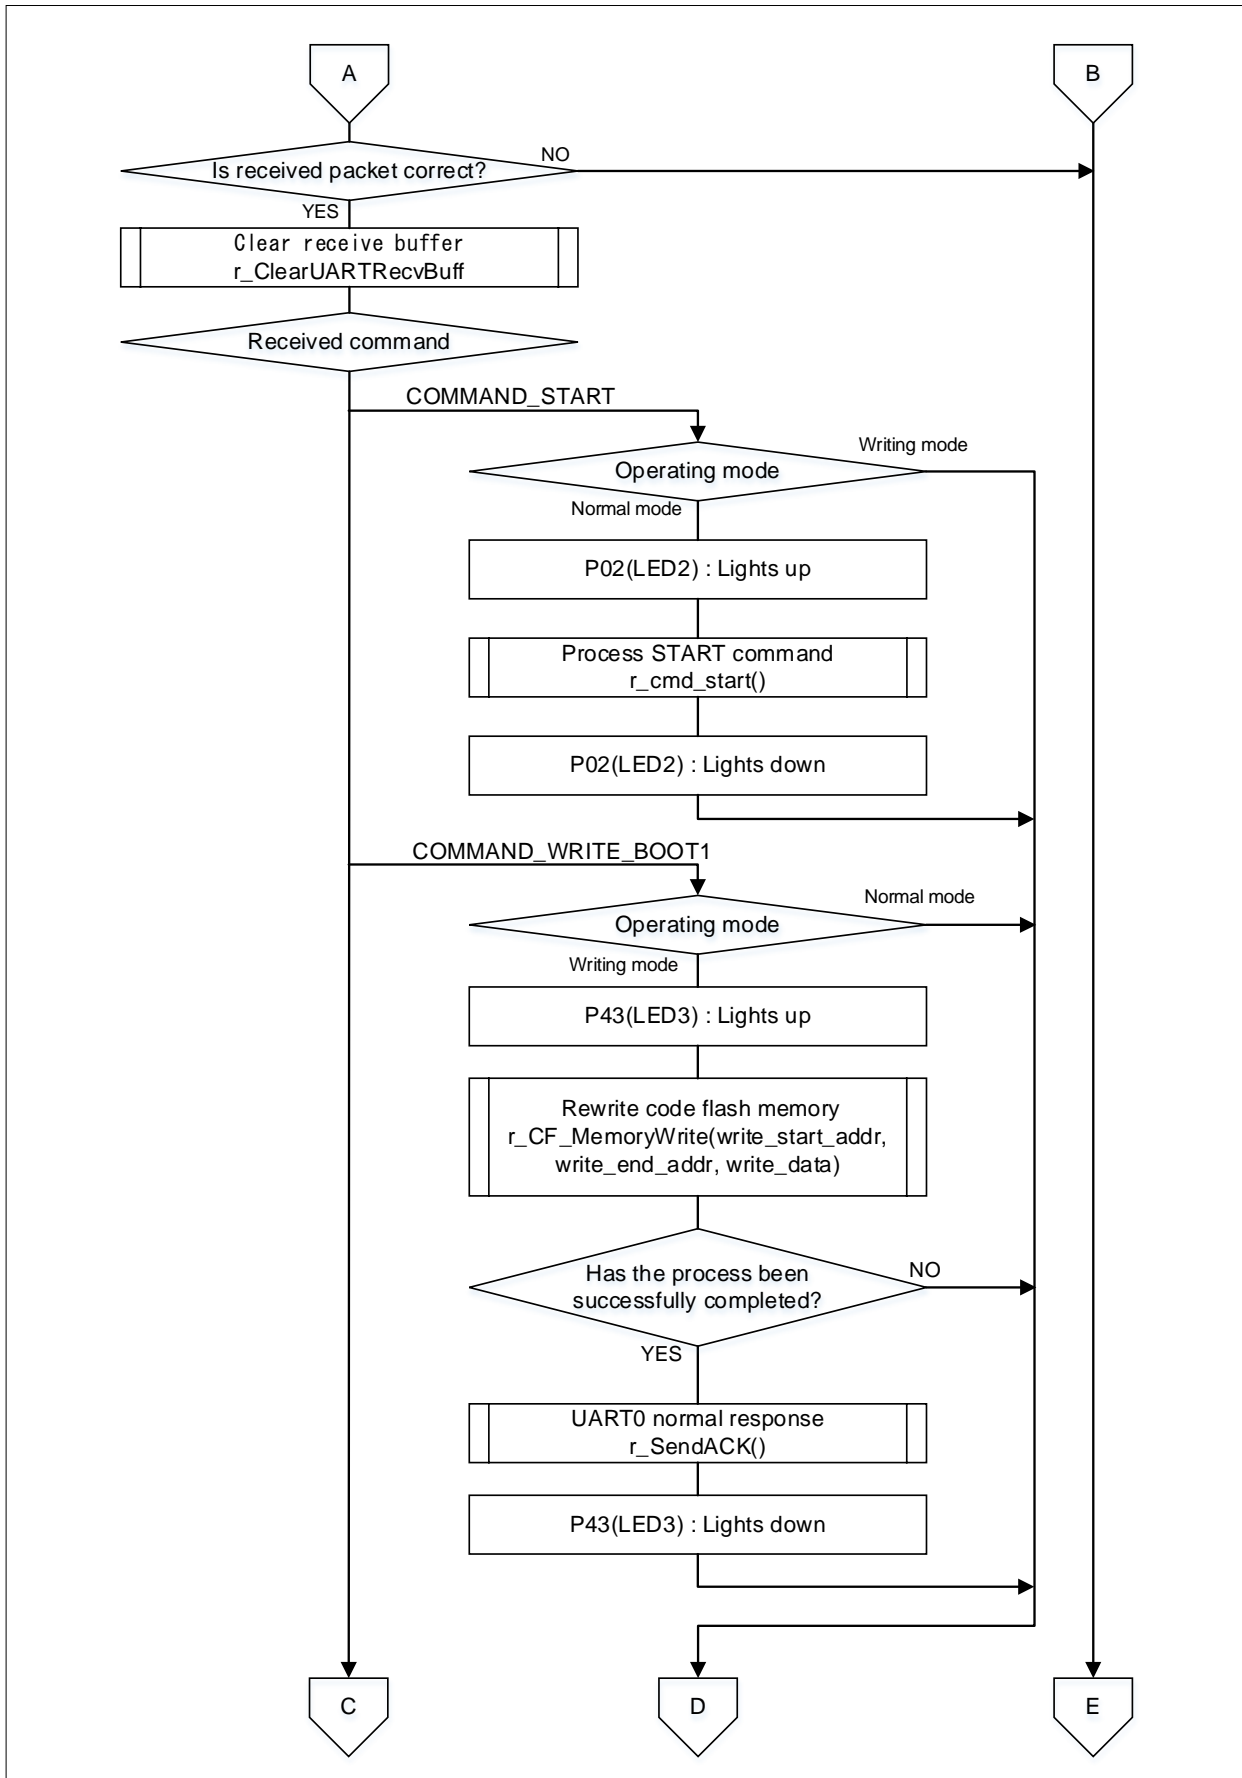 A
B
Is received packet correct?
NO
YES
Clear receive buffer
r_ClearUARTRecvBuff
Received command
COMMAND_START
Writing mode
Operating mode
Normal mode
P02(LED2) : Lights up
Process START command
r_cmd_start()
P02(LED2) : Lights down
COMMAND_WRITE_BOOT1
Normal mode
Operating mode
Writing mode
P43(LED3) : Lights up
Rewrite code flash memory
r_CF_MemoryWrite(write_start_addr,
write_end_addr, write_data)
Has the process been
successfully completed?
NO
YES
UART0 normal response
r_SendACK()
P43(LED3) : Lights down
C
D
E